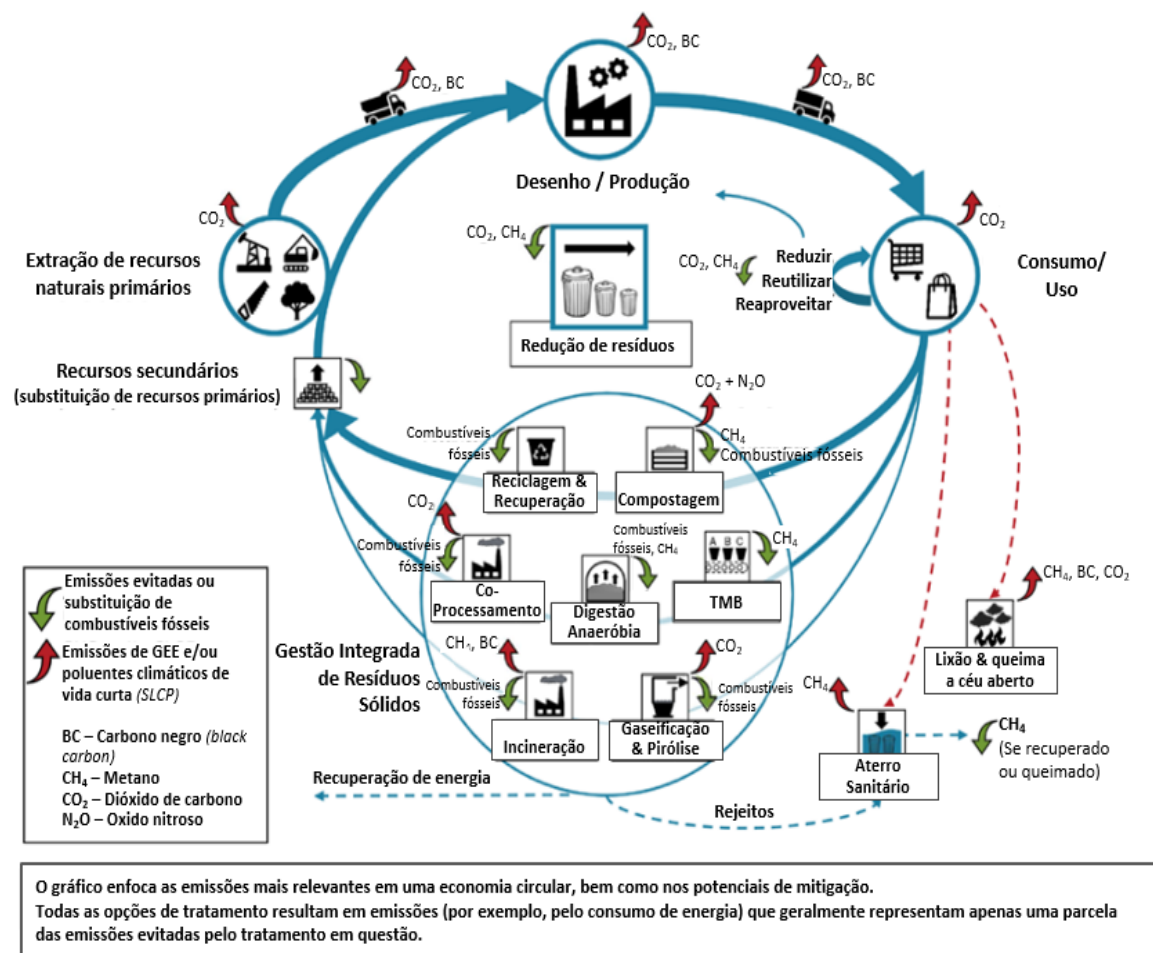 CO₂, BC
CO₂, BC
CO₂, BC
Desenho / Produção
CO₂
CO₂
Extração de recursos
naturais primários
CO₂, CH₄
Redução de resíduos
CO₂, CH₄
Reduzir
Reutilizar
Reaproveitar
Consumo/
Uso
Recursos secundários
(substituição de recursos primários)
CO₂ + N₂O
Combustíveis
fósseis
Reciclagem &
Recuperação
CH₄
Combustíveis fósseis
Compostagem
CO₂
Combustíveis
fósseis
Co-
Processamento
Combustíveis
fósseis, CH₄
Digestão
Anaeróbia
A B C
CH₄
TMB
CH₄, BC, CO₂
Lixão & queima
a céu aberto
Gestão Integrada
de Resíduos
Sólidos
CH₄, BC
Combustíveis
fósseis
Incineração
CO₂
Combustíveis
fósseis
Gaseificação
& Pirólise
CH₄
Aterro
Sanitário
CH₄
(Se recuperado
ou queimado)
Recuperação de energia
Rejeitos
Emissões evitadas ou
substituição de
combustíveis fósseis
Emissões de GEE e/ou
poluentes climáticos de
vida curta (SLCP)
BC – Carbono negro (black
carbon)
CH₄ – Metano
CO₂ – Dióxido de carbono
N₂O – Oxido nitroso
O gráfico enfoca as emissões mais relevantes em uma economia circular, bem como nos potenciais de mitigação.
Todas as opções de tratamento resultam em emissões (por exemplo, pelo consumo de energia) que geralmente representam apenas uma parcela
das emissões evitadas pelo tratamento em questão.